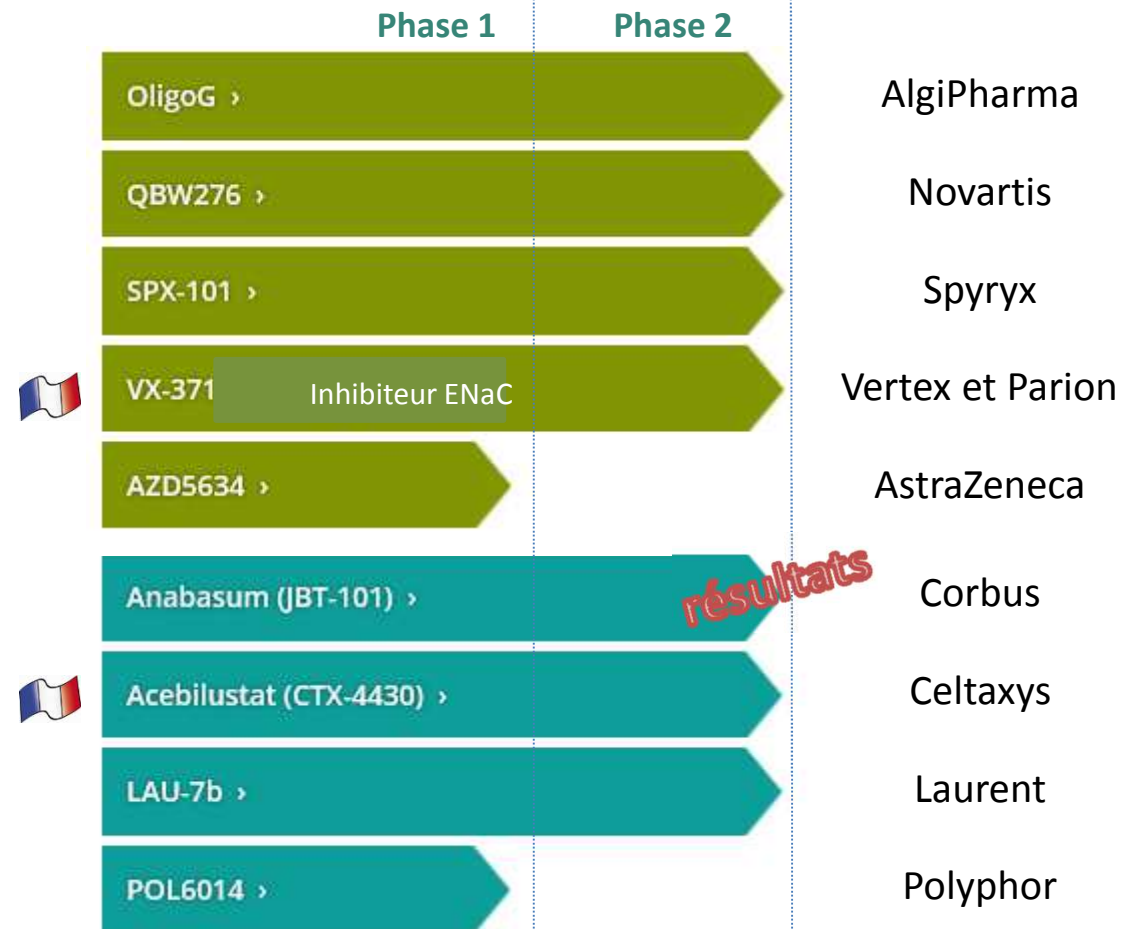 Phase 1 Phase 2
OligoG › AlgiPharma
QBW276 › Novartis
SPX-101 › Spyryx
VX-371 Inhibiteur ENaC Vertex et Parion
AZD5634 › AstraZeneca
Anabasum (JBT-101) › résultats Corbus
Acebilustat (CTX-4430) › Celtaxys
LAU-7b › Laurent
POL6014 › Polyphor